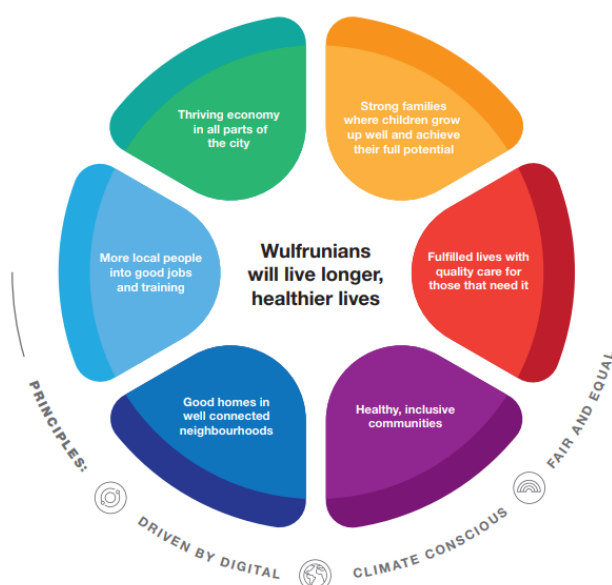 Thriving economy
in all parts of
the city
Strong families
where children grow
up well and achieve
their full potential
More local people
into good jobs
and training
Wulfrunians
will live longer,
healthier lives
Fulfilled lives with
quality care for
those that need it
Good homes in
well connected
neighbourhoods
Healthy, inclusive
communities
PRINCIPLES:
DRIVEN BY DIGITAL
CLIMATE CONSCIOUS
FAIR AND EQUAL